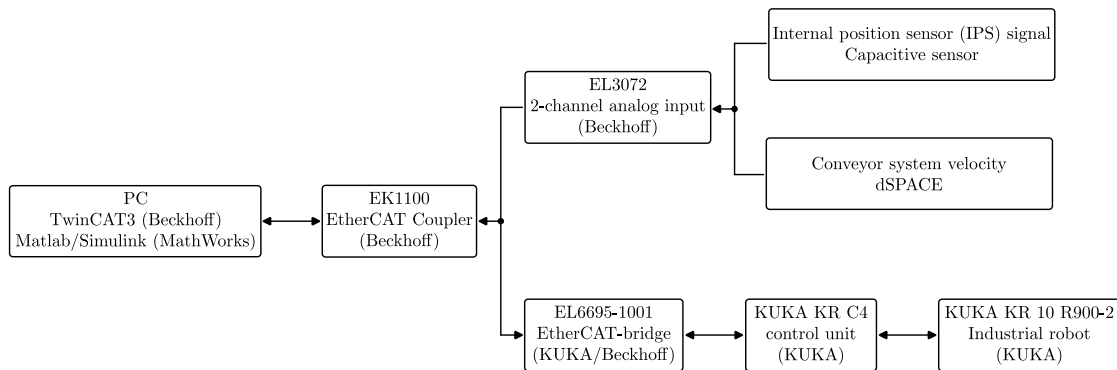 Internal position sensor (IPS) signal
Capacitive sensor
EL3072
2-channel analog input
(Beckhoff)
Conveyor system velocity
dSPACE
PC
TwinCAT3 (Beckhoff)
Matlab/Simulink (MathWorks)
EK1100
EtherCAT Coupler
(Beckhoff)
EL6695-1001
EtherCAT-bridge
(KUKA/Beckhoff)
KUKA KR C4
control unit
(KUKA)
KUKA KR 10 R900-2
Industrial robot
(KUKA)